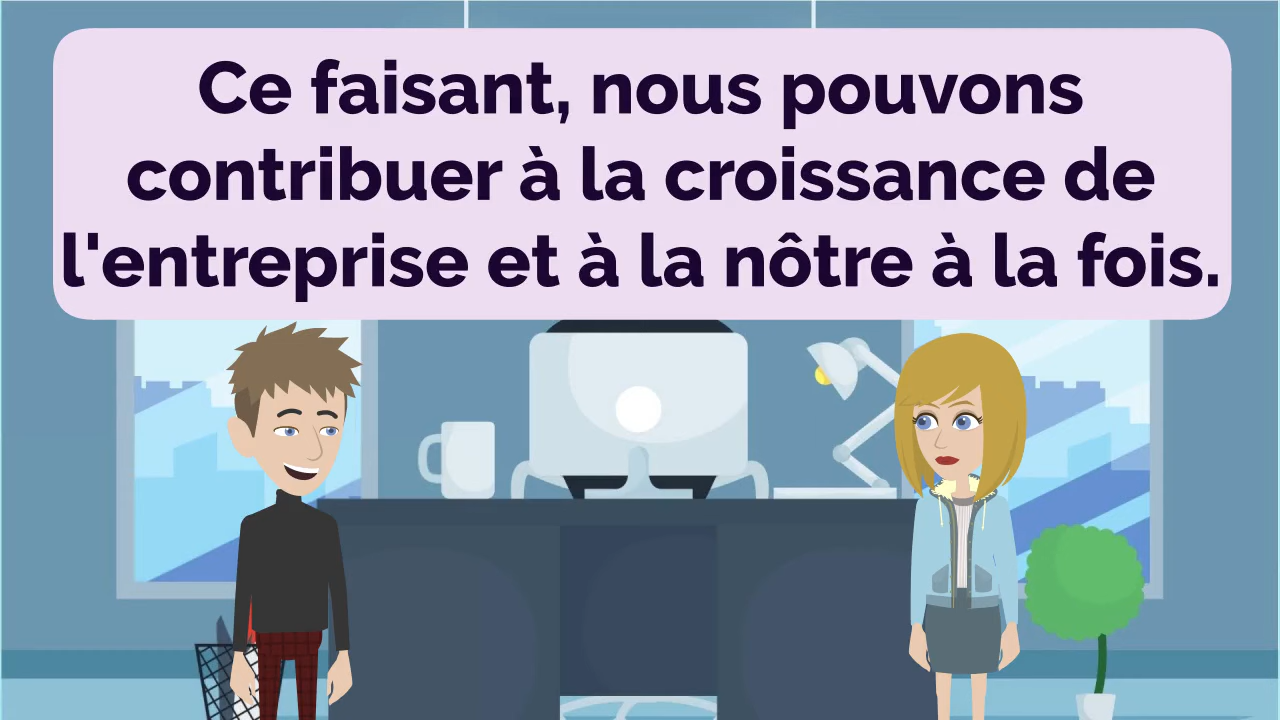 Ce faisant, nous pouvons
contribuer à la croissance de
l'entreprise et à la nôtre à la fois.